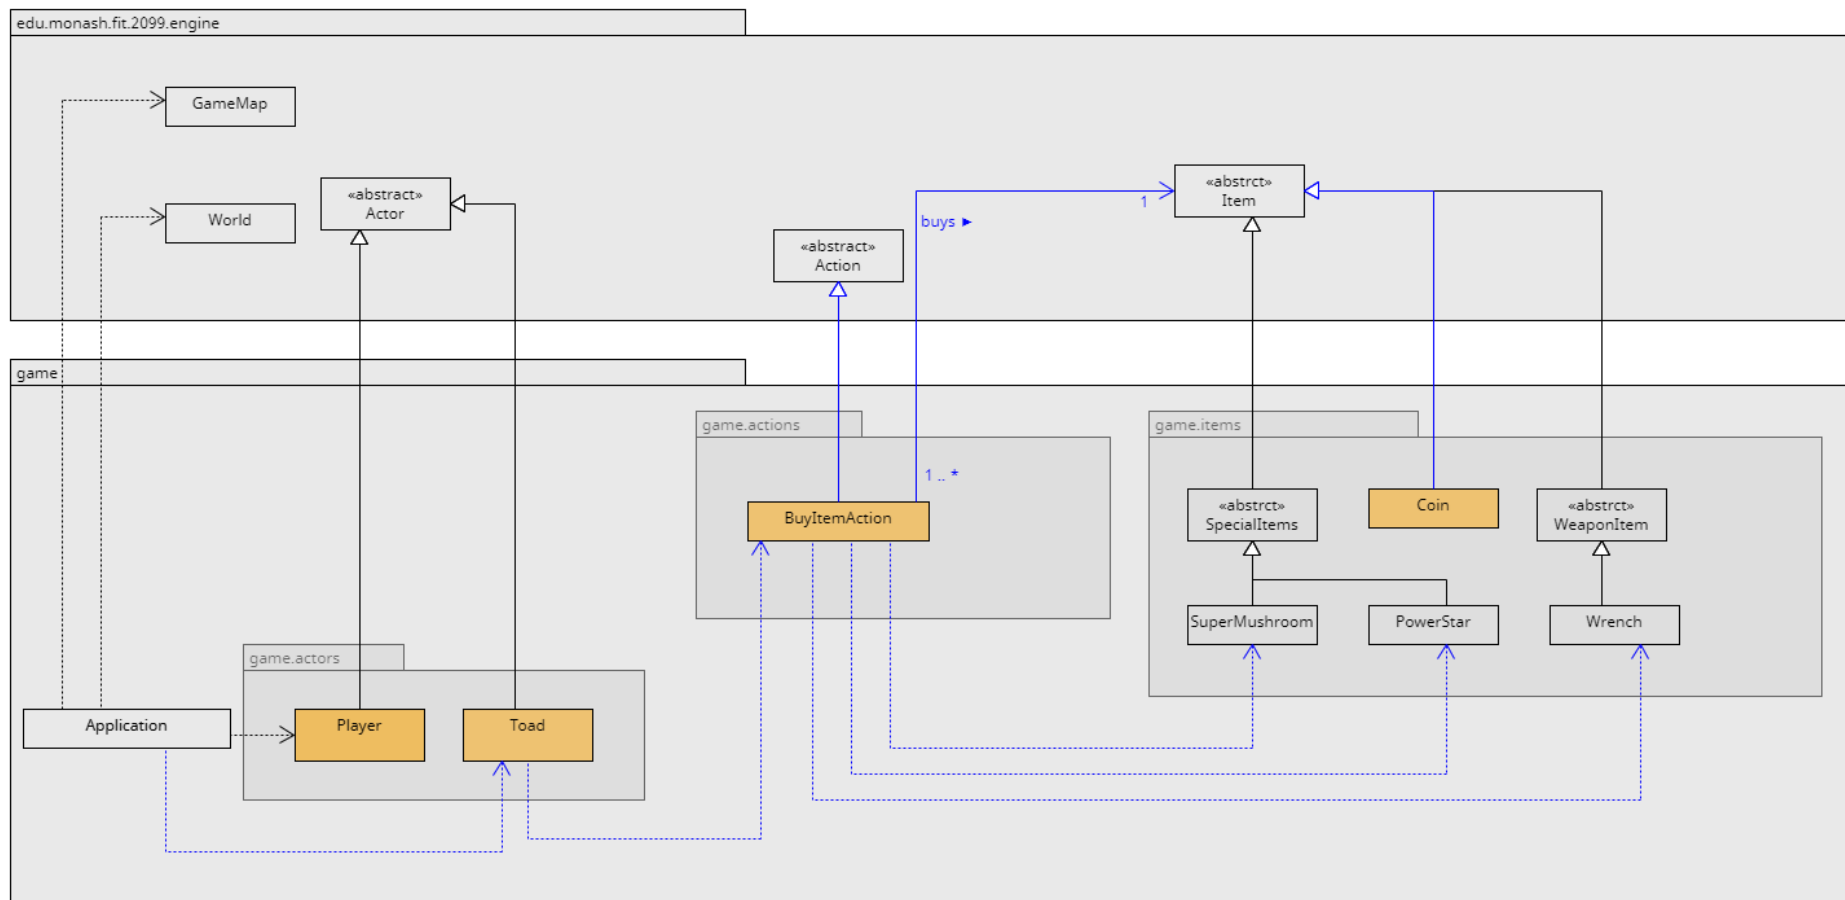 edu.monash.fit.2099.engine
GameMap
«abstract»
Actor
World
«abstract»
Action
«abstrct»
Item
1
buys ►
game
game.actions
1 .. *
BuyItemAction
game.items
«abstrct»
SpecialItems
Coin
«abstrct»
WeaponItem
SuperMushroom
PowerStar
Wrench
game.actors
Application
Player
Toad